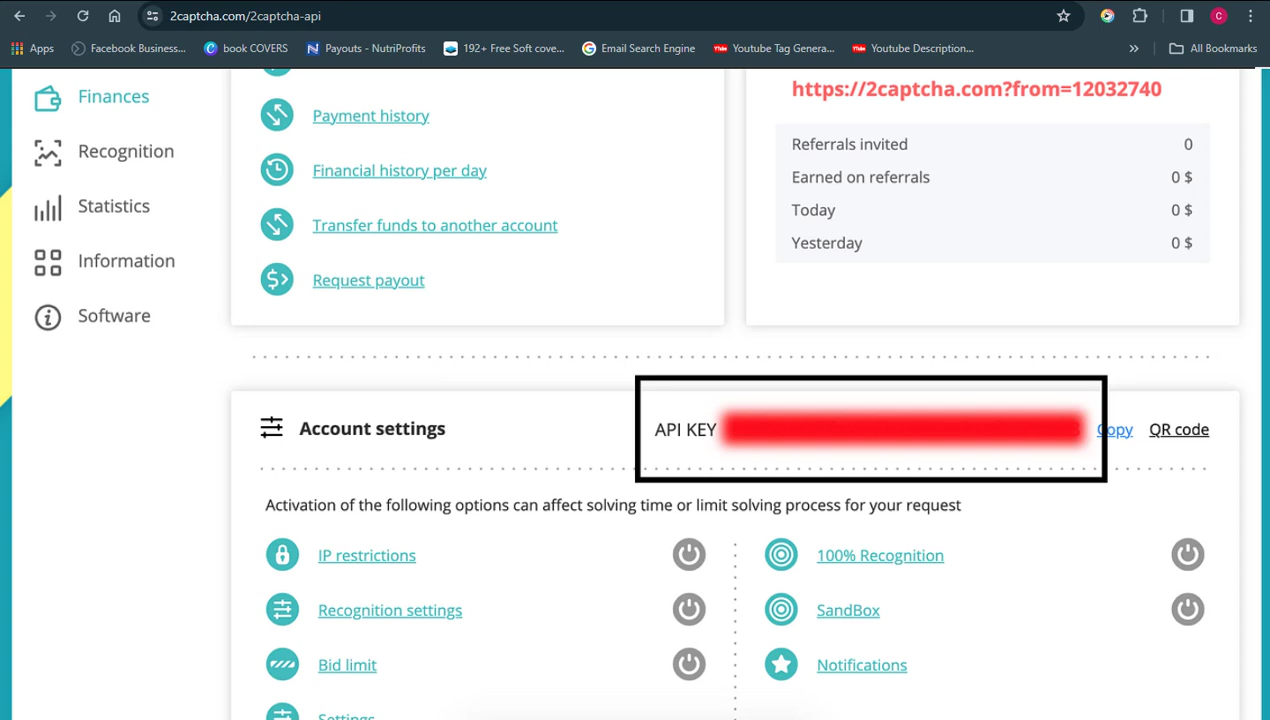 2captcha.com/2captcha-api
C
Apps
Facebook Business...
book COVERS
Payouts - NutriProfits
192+ Free Soft cove...
Email Search Engine
Youtube Tag Genera...
Youtube Description...
»
All Bookmarks
Finances
Recognition
Statistics
Information
Software
Payment history
Financial history per day
Transfer funds to another account
Request payout
https://2captcha.com?from=12032740
Referrals invited 0
Earned on referrals 0 $
Today 0 $
Yesterday 0 $
Account settings
API KEY
Copy
QR code
Activation of the following options can affect solving time or limit solving process for your request
IP restrictions
100% Recognition
Recognition settings
SandBox
Bid limit
Notifications
Settings